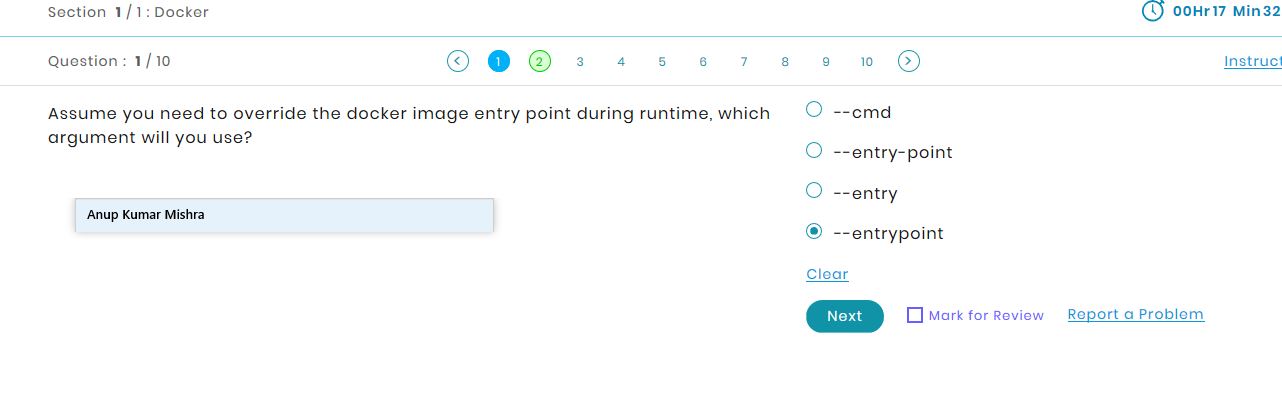 Section 1 / 1 : Docker
00Hr 17 Min 32
Question : 1 / 10
1 2 3 4 5 6 7 8 9 10
Instruct
Assume you need to override the docker image entry point during runtime, which
argument will you use?
Anup Kumar Mishra
--cmd
--entry-point
--entry
--entrypoint
Clear
Next
Mark for Review
Report a Problem